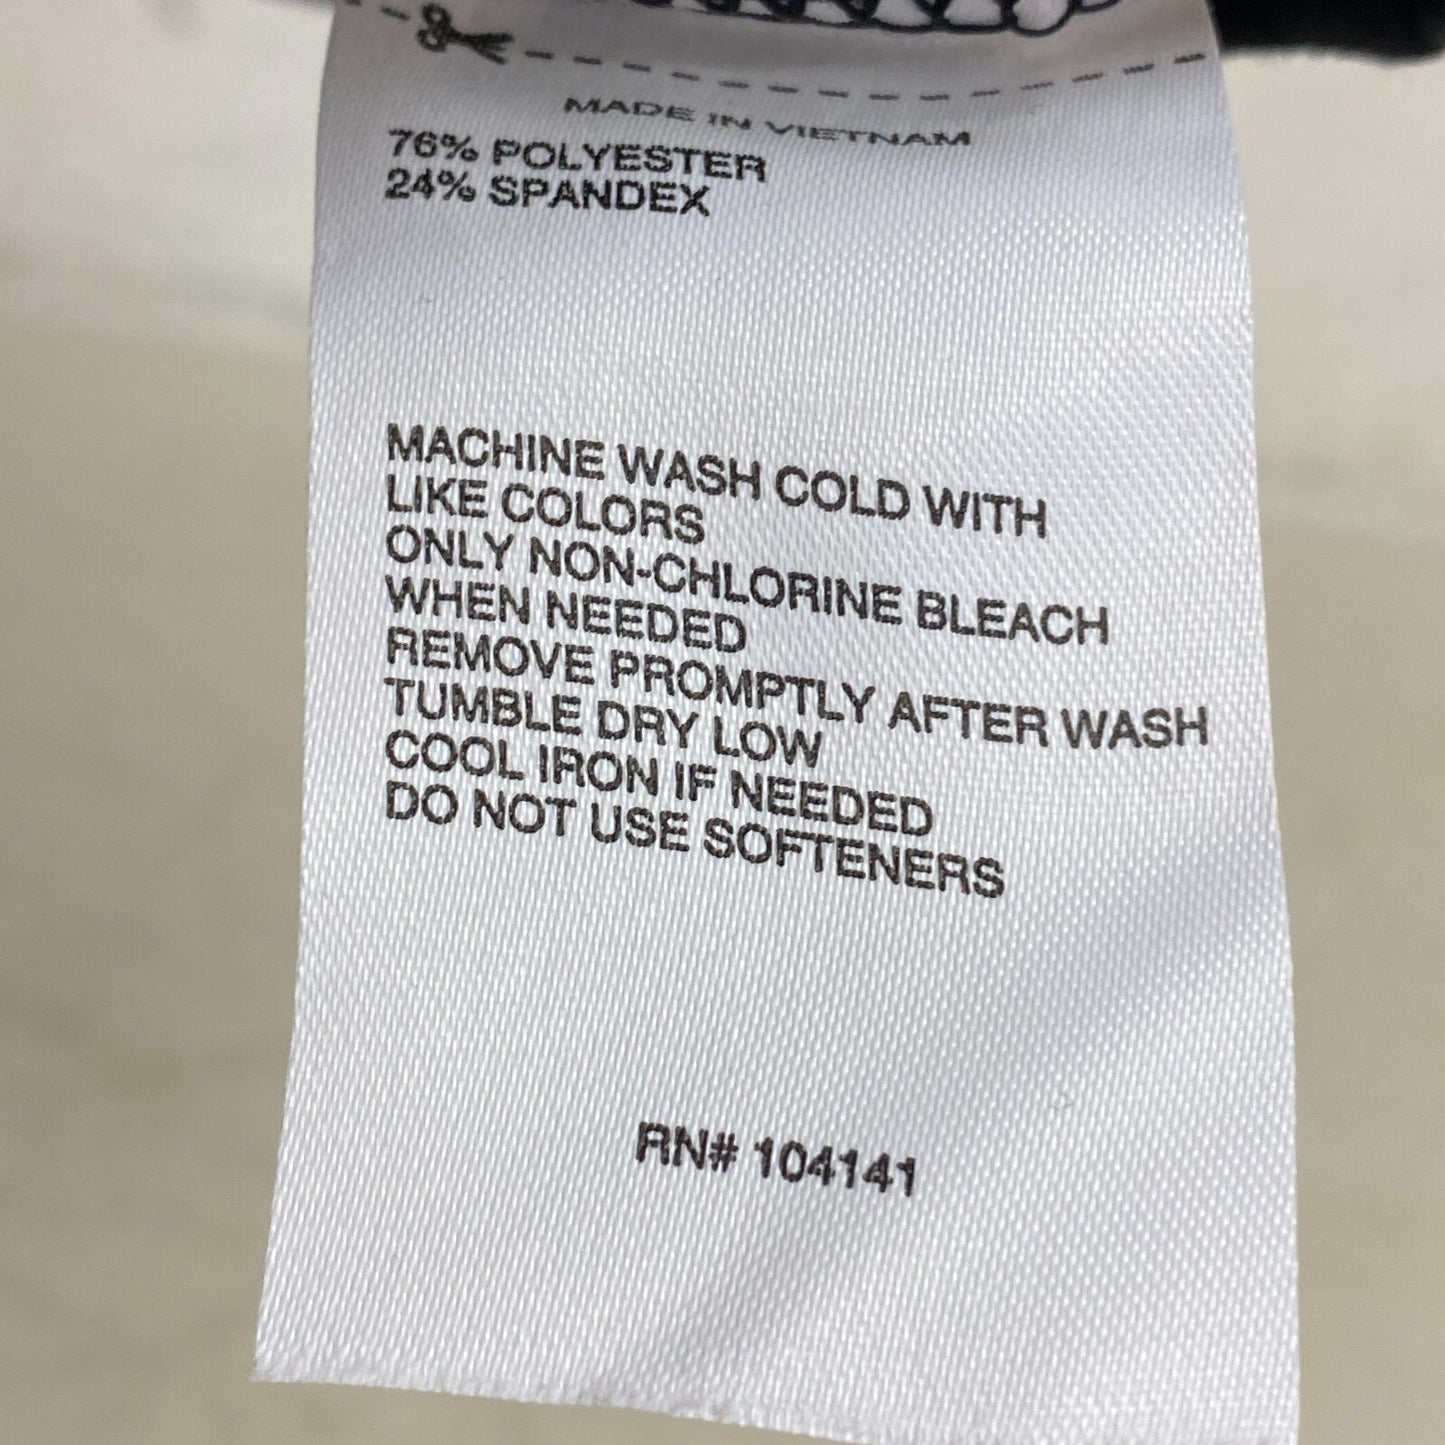 MADE IN VIETNAM
76% POLYESTER
24% SPANDEX
MACHINE WASH COLD WITH
LIKE COLORS
ONLY NON-CHLORINE BLEACH
WHEN NEEDED
REMOVE PROMPTLY AFTER WASH
TUMBLE DRY LOW
COOL IRON IF NEEDED
DO NOT USE SOFTENERS
RN# 104141